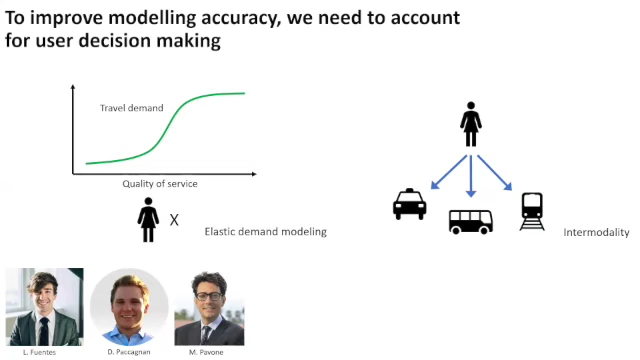 To improve modelling accuracy, we need to account
for user decision making
Travel demand
Quality of service
X
Elastic demand modeling
Intermodality
L. Fuentes
D. Paccagnan
M. Pavone